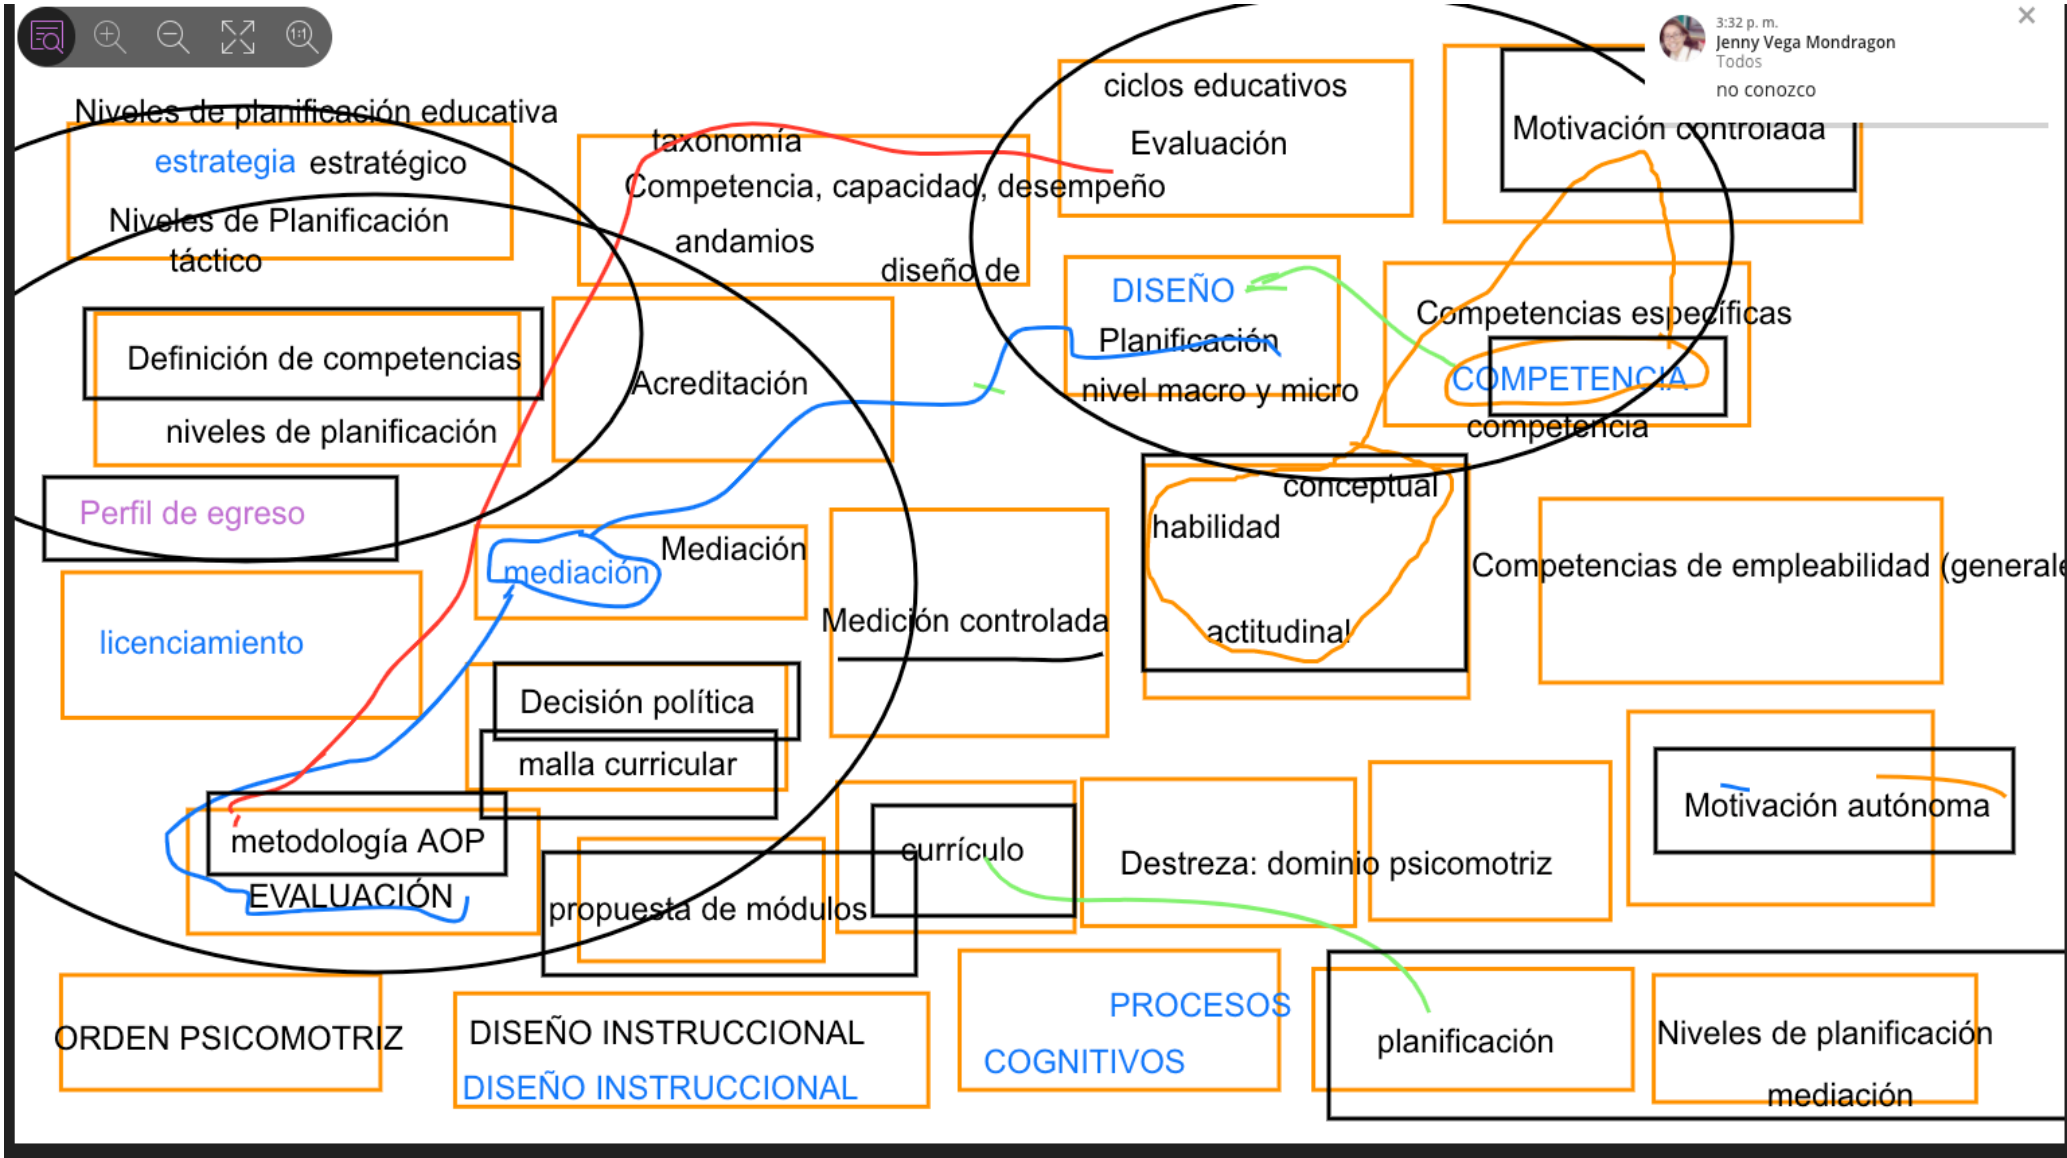 1:1
3:32 p. m.
Jenny Vega Mondragon
Todos
no conozco
Niveles de planificación educativa
estrategia estratégico
Niveles de Planificación
táctico
taxonomía
Competencia, capacidad, desempeño
andamios
diseño de
ciclos educativos
Evaluación
Motivación controlada
Definición de competencias
niveles de planificación
Acreditación
DISEÑO
Planificación
nivel macro y micro
Competencias específicas
COMPETENCIA
competencia
Perfil de egreso
Mediación
mediación
Medición controlada
conceptual
habilidad
actitudinal
Competencias de empleabilidad (generale
licenciamiento
Decisión política
malla curricular
metodología AOP
EVALUACIÓN
propuesta de módulos
currículo
Destreza: dominio psicomotriz
Motivación autónoma
ORDEN PSICOMOTRIZ
DISEÑO INSTRUCCIONAL
DISEÑO INSTRUCCIONAL
PROCESOS
COGNITIVOS
planificación
Niveles de planificación
mediación